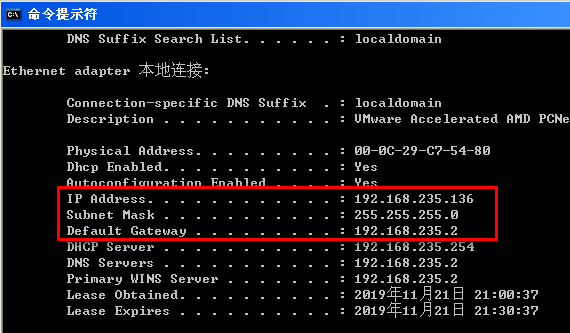 命令提示符
DNS Suffix Search List. . . . . . : localdomain
Ethernet adapter 本地连接:
Connection-specific DNS Suffix  . : localdomain
Description . . . . . . . . . . . : VMware Accelerated AMD PCNe
Physical Address. . . . . . . . . : 00-0C-29-C7-54-80
Dhcp Enabled. . . . . . . . . . . : Yes
Autoconfiguration Enabled . . . . : Yes
IP Address. . . . . . . . . . . . : 192.168.235.136
Subnet Mask . . . . . . . . . . . : 255.255.255.0
Default Gateway . . . . . . . . . : 192.168.235.2
DHCP Server . . . . . . . . . . . : 192.168.235.254
DNS Servers . . . . . . . . . . . : 192.168.235.2
Primary WINS Server . . . . . . . : 192.168.235.2
Lease Obtained. . . . . . . . . . : 2019年11月21日 21:00:37
Lease Expires . . . . . . . . . . : 2019年11月21日 21:30:37